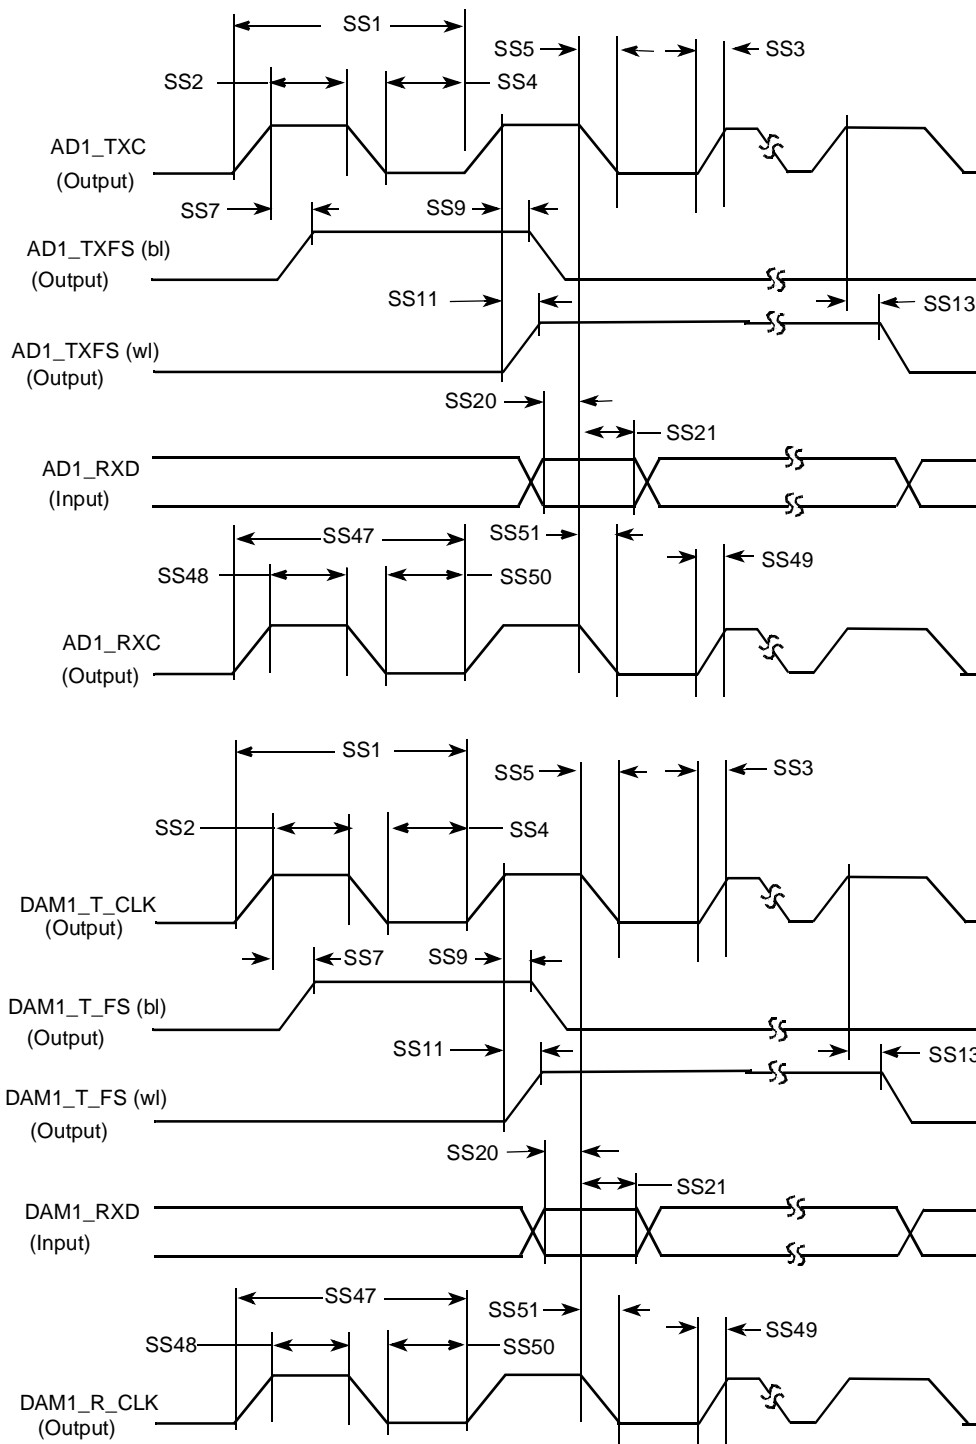 SS1
SS5
SS3
SS2
SS4
AD1_TXC
(Output)
SS7
SS9
AD1_TXFS (bl)
(Output)
SS11
SS13
AD1_TXFS (wl)
(Output)
SS20
SS21
AD1_RXD
(Input)
SS47
SS51
SS49
SS48
SS50
AD1_RXC
(Output)
SS1
SS5
SS3
SS2
SS4
DAM1_T_CLK
(Output)
SS7
SS9
DAM1_T_FS (bl)
(Output)
SS11
SS13
DAM1_T_FS (wl)
(Output)
SS20
SS21
DAM1_RXD
(Input)
SS47
SS51
SS49
SS48
SS50
DAM1_R_CLK
(Output)